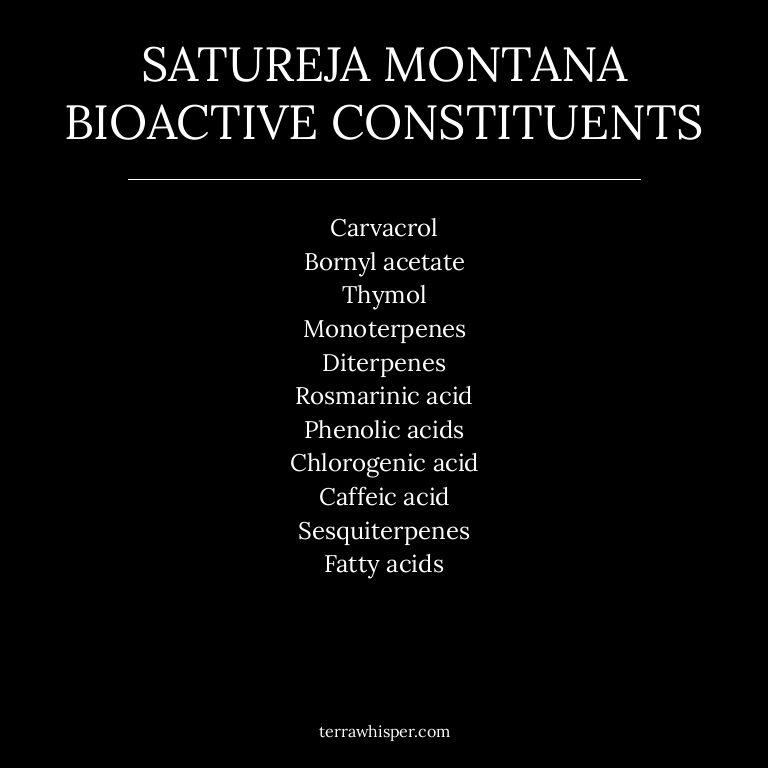 SATUREJA MONTANA
BIOACTIVE CONSTITUENTS
Carvacrol
Bornyl acetate
Thymol
Monoterpenes
Diterpenes
Rosmarinic acid
Phenolic acids
Chlorogenic acid
Caffeic acid
Sesquiterpenes
Fatty acids
terrawhisper.com